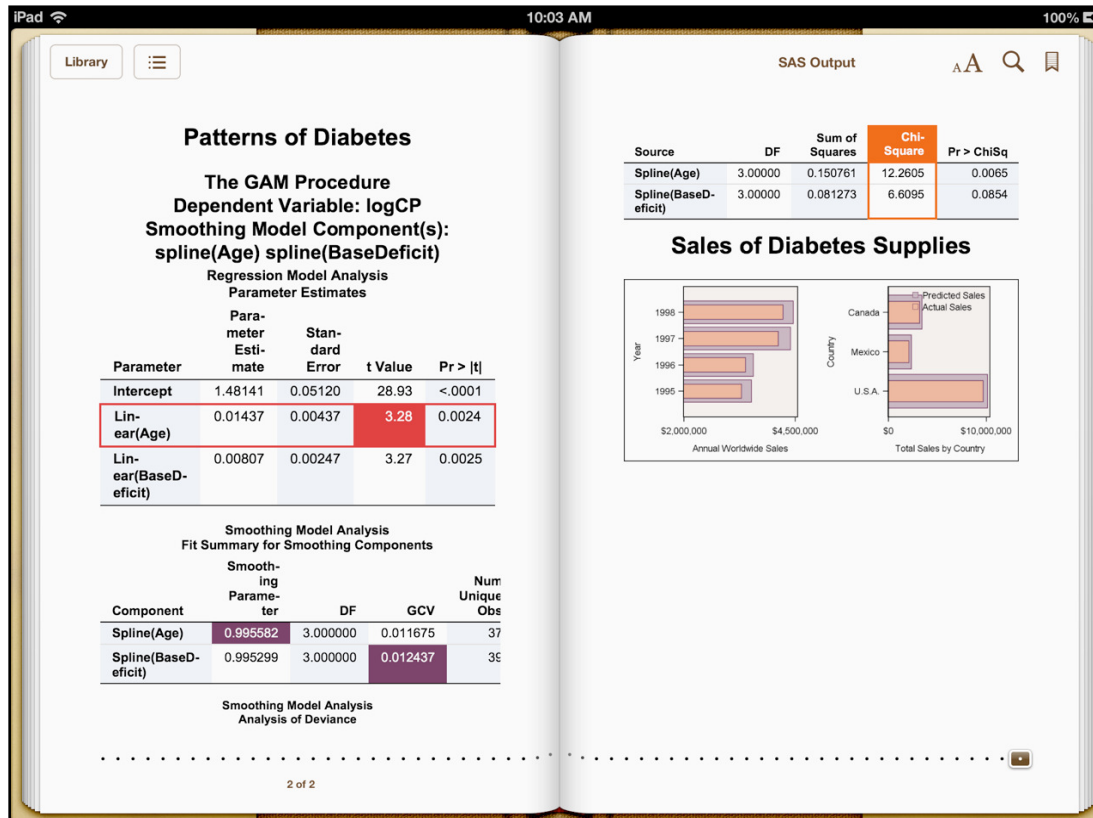 iPad 10:03 AM 100%
Library
SAS Output
AA
Patterns of Diabetes
The GAM Procedure
Dependent Variable: logCP
Smoothing Model Component(s):
spline(Age) spline(BaseDeficit)
Regression Model Analysis
Parameter Estimates
Para-
meter Stan-
Esti- dard
Parameter mate Error t Value Pr > |t|
Intercept 1.48141 0.05120 28.93 <.0001
Lin- 0.01437 0.00437 3.28 0.0024
ear(Age)
Lin- 0.00807 0.00247 3.27 0.0025
ear(BaseD-
eficit)
Smoothing Model Analysis
Fit Summary for Smoothing Components
Smooth-
ing Num
Parame- Unique
Component ter DF GCV Obs
Spline(Age) 0.995582 3.000000 0.011675 37
Spline(BaseD- 0.995299 3.000000 0.012437 39
eficit)
Smoothing Model Analysis
Analysis of Deviance
2 of 2
Sum of Chi-
Source DF Squares Square Pr > ChiSq
Spline(Age) 3.00000 0.150761 12.2605 0.0065
Spline(BaseD- 3.00000 0.081273 6.6095 0.0854
eficit)
Sales of Diabetes Supplies
Year
1998
1997
1996
1995
$2,000,000 $4,500,000
Annual Worldwide Sales
Predicted Sales
Actual Sales
Country
Canada
Mexico
U.S.A.
$0 $10,000,000
Total Sales by Country